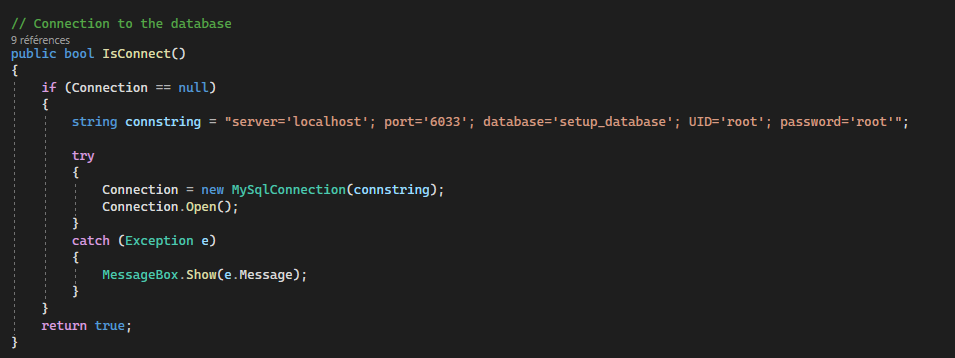 // Connection to the database
9 références
public bool IsConnect()
{
if (Connection == null)
{
string connstring = "server='localhost'; port='6033'; database='setup_database'; UID='root'; password='root'";
try
{
Connection = new MySqlConnection(connstring);
Connection.Open();
}
catch (Exception e)
{
MessageBox.Show(e.Message);
}
}
return true;
}